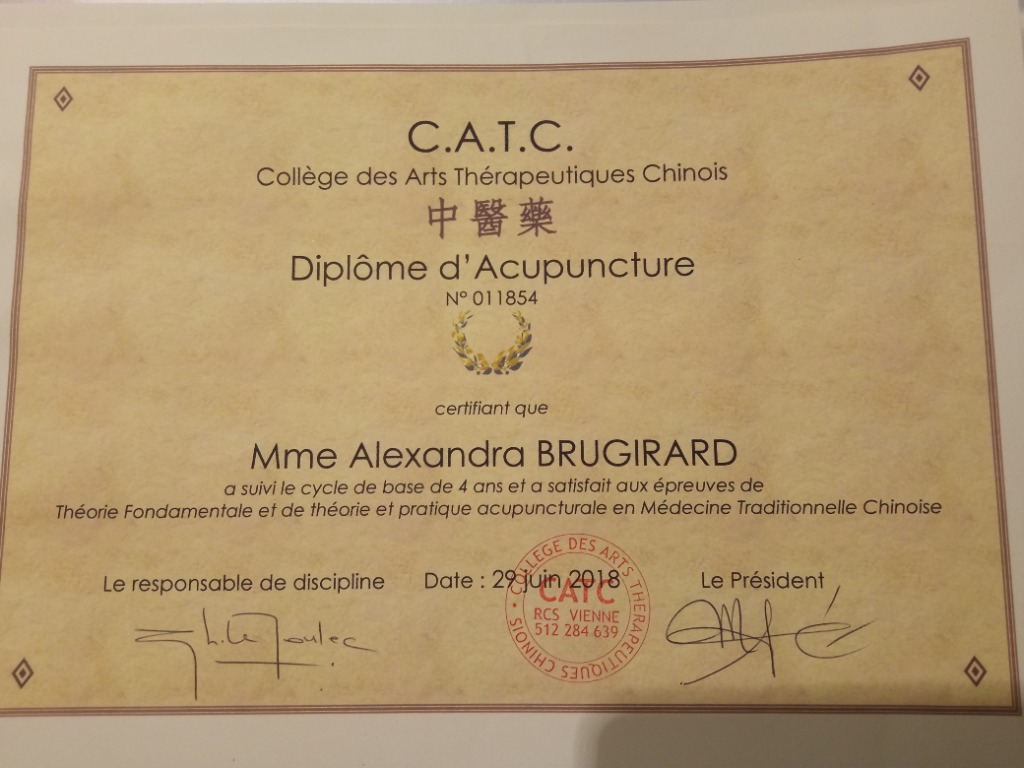 C.A.T.C.
Collège des Arts Thérapeutiques Chinois
中醫藥
Diplôme d'Acupuncture
N° 011854
certifiant que
Mme Alexandra BRUGIRARD
a suivi le cycle de base de 4 ans et a satisfait aux épreuves de
Théorie Fondamentale et de théorie et pratique acupuncturale en Médecine Traditionnelle Chinoise
Le responsable de discipline
Date : 29 juin 2018
Le Président
COLLEGE DES ARTS THERAPEUTIQUES CHINOIS
CATC
RCS VIENNE
512 284 639